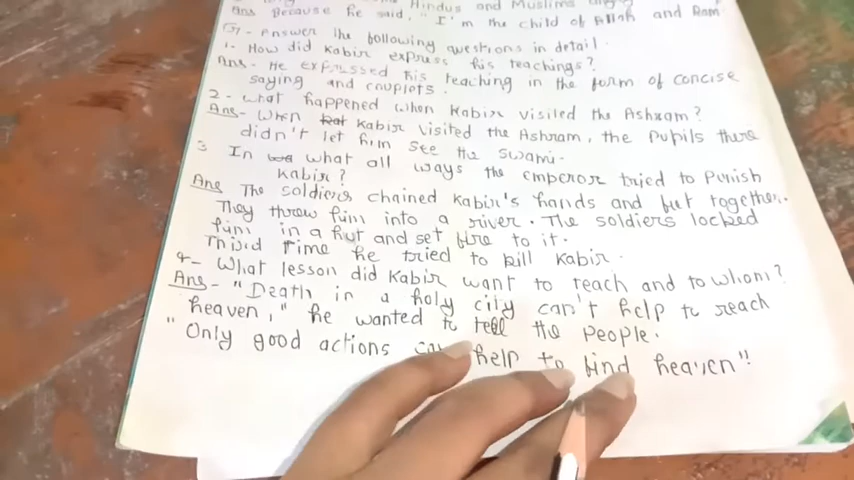 Hindus and Muslims
Ans Because he said, "I'm the child of Allah and Ram
G- Answer the following questions in detail.
1- How did Kabir express his teachings?
Ans- He expressed his teaching in the form of concise
saying and couplets.
2- what happened when Kabir visited the Ashram?
Ans- When Kabir visited the Ashram, the Pupils there
didn't let him see the swami.
3 In what all ways the emperor tried to Punish
Kabir?
Ans The soldiers chained Kabir's hands and feet together.
They threw him into a river. The soldiers locked
him in a hut and set fire to it.
Third time he tried to kill Kabir.
4- What lesson did Kabir want to teach and to whom?
Ans- "Death in a holy city can't help to reach
heaven," he wanted to tell the People.
"Only good actions can help to find heaven"